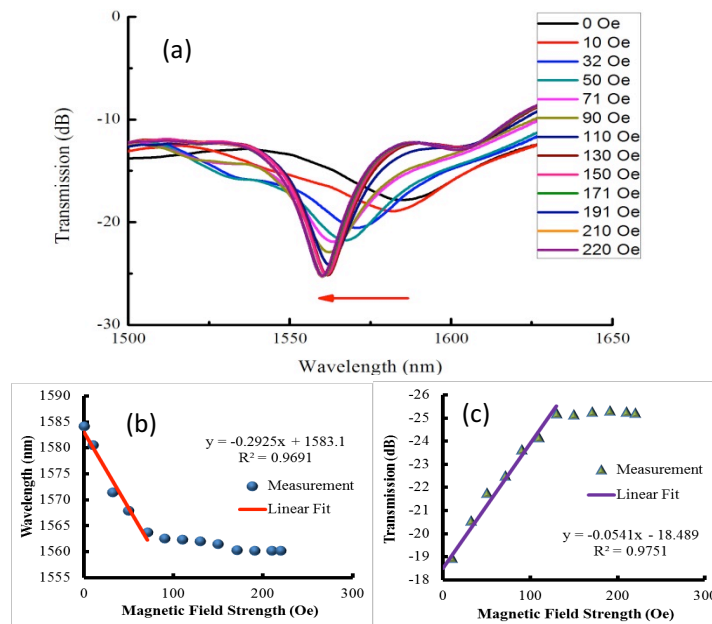 (a)
0
-10
-20
-30
Transmission (dB)
1500
1550
1600
1650
Wavelength (nm)
0 Oe
10 Oe
32 Oe
50 Oe
71 Oe
90 Oe
110 Oe
130 Oe
150 Oe
171 Oe
191 Oe
210 Oe
220 Oe
(b)
1590
1585
1580
1575
1570
1565
1560
1555
Wavelength (nm)
y = -0.2925x + 1583.1
R² = 0.9691
Measurement
Linear Fit
0
100
200
300
Magnetic Field Strength (Oe)
(c)
-26
-25
-24
-23
-22
-21
-20
-19
-18
Transmission (dB)
Measurement
Linear Fit
y = -0.0541x - 18.489
R² = 0.9751
0
100
200
300
Magnetic Field Strength (Oe)